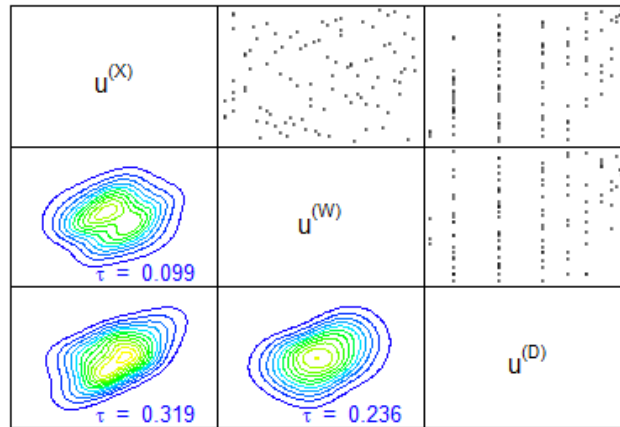 u(X)
u(W)
τ = 0.099
u(D)
τ = 0.319
τ = 0.236